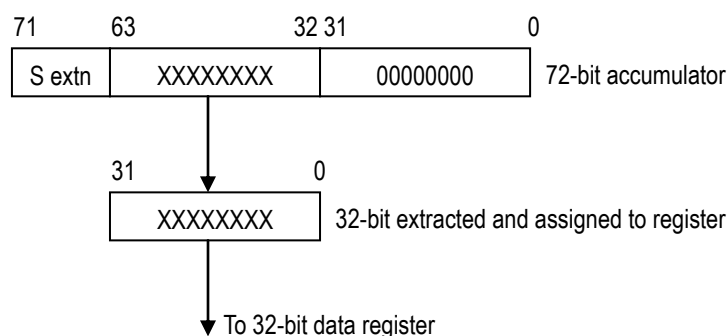 71 63 32 31 0
S extn XXXXXXXX 00000000 72-bit accumulator
31 0
XXXXXXXX 32-bit extracted and assigned to register
To 32-bit data register